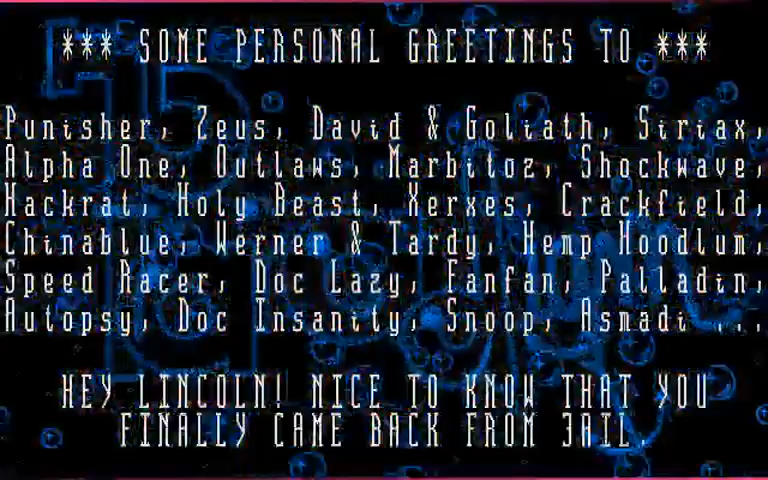 *** SOME PERSONAL GREETINGS TO ***
Punisher, Zeus, David & Goliath, Siriax,
Alpha One, Outlaws, Marbitoz, Shockwave,
Hackrat, Holy Beast, Xerxes, Crackfield,
Chinablue, Werner & Tardy, Hemp Hoodlum,
Speed Racer, Doc Lazy, Fanfan, Palladin,
Autopsy, Doc Insanity, Snoop, Asmadi ...
HEY LINCOLN! NICE TO KNOW THAT YOU
FINALLY CAME BACK FROM JAIL.